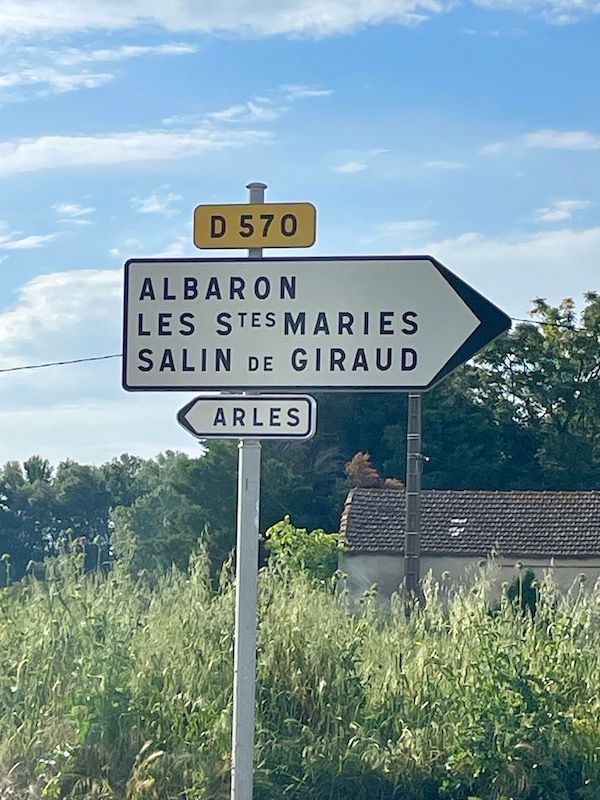 D 570
ALBARON
LES STES MARIES
SALIN DE GIRAUD
ARLES